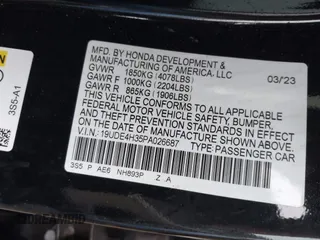 MFD. BY HONDA DEVELOPMENT &
MANUFACTURING OF AMERICA, LLC
GVWR 1850KG (4078LBS) 03/23
GAWR F 1000KG (2204LBS)
GAWR R 865KG (1906LBS)
THIS VEHICLE CONFORMS TO ALL APPLICABLE
FEDERAL MOTOR VEHICLE SAFETY, BUMPER,
AND THEFT PREVENTION STANDARDS IN
EFFECT ON THE DATE OF MANUFACTURE
SHOWN ABOVE.
V.I.N.: 19UDE4H35PA026687
TYPE: PASSENGER CAR
3S5 P AE6 NH893P Z A
3S5-A1